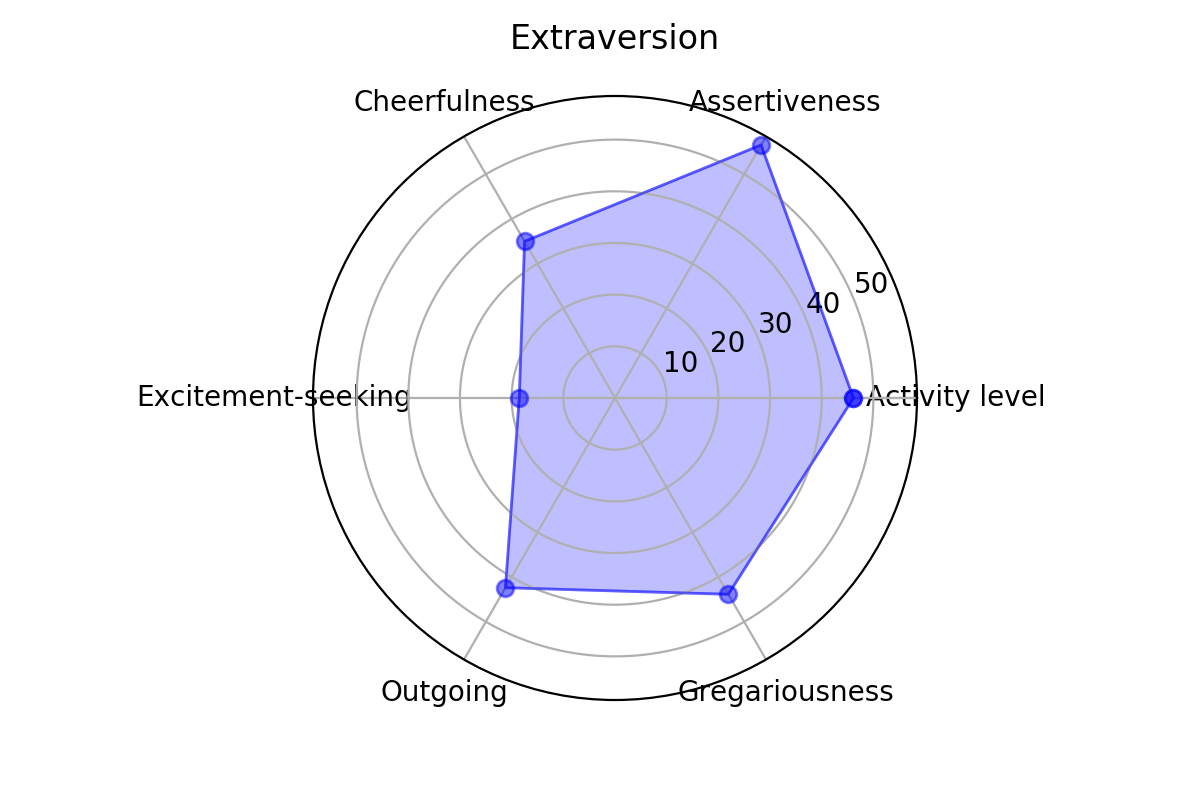 Extraversion
Cheerfulness
Assertiveness
50
40
30
20
10
Excitement-seeking
Activity level
Outgoing
Gregariousness